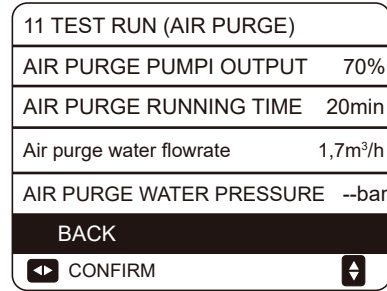 11 TEST RUN (AIR PURGE)
AIR PURGE PUMPI OUTPUT 70%
AIR PURGE RUNNING TIME 20min
Air purge water flowrate 1,7m³/h
AIR PURGE WATER PRESSURE --bar
BACK
CONFIRM